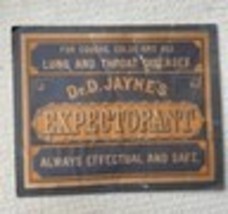 FOR COUGHS, COLDS AND ALL
LUNG AND THROAT DISEASES
DR. D. JAYNE'S
EXPECTORANT
ALWAYS EFFECTUAL AND SAFE.